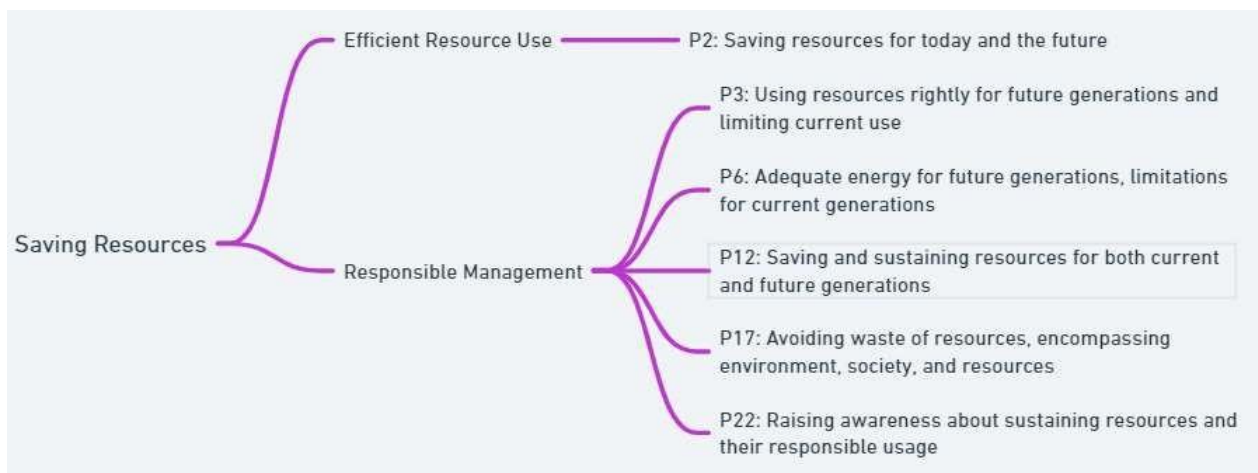 Saving Resources
Efficient Resource Use
P2: Saving resources for today and the future
Responsible Management
P3: Using resources rightly for future generations and
limiting current use
P6: Adequate energy for future generations, limitations
for current generations
P12: Saving and sustaining resources for both current
and future generations
P17: Avoiding waste of resources, encompassing
environment, society, and resources
P22: Raising awareness about sustaining resources and
their responsible usage